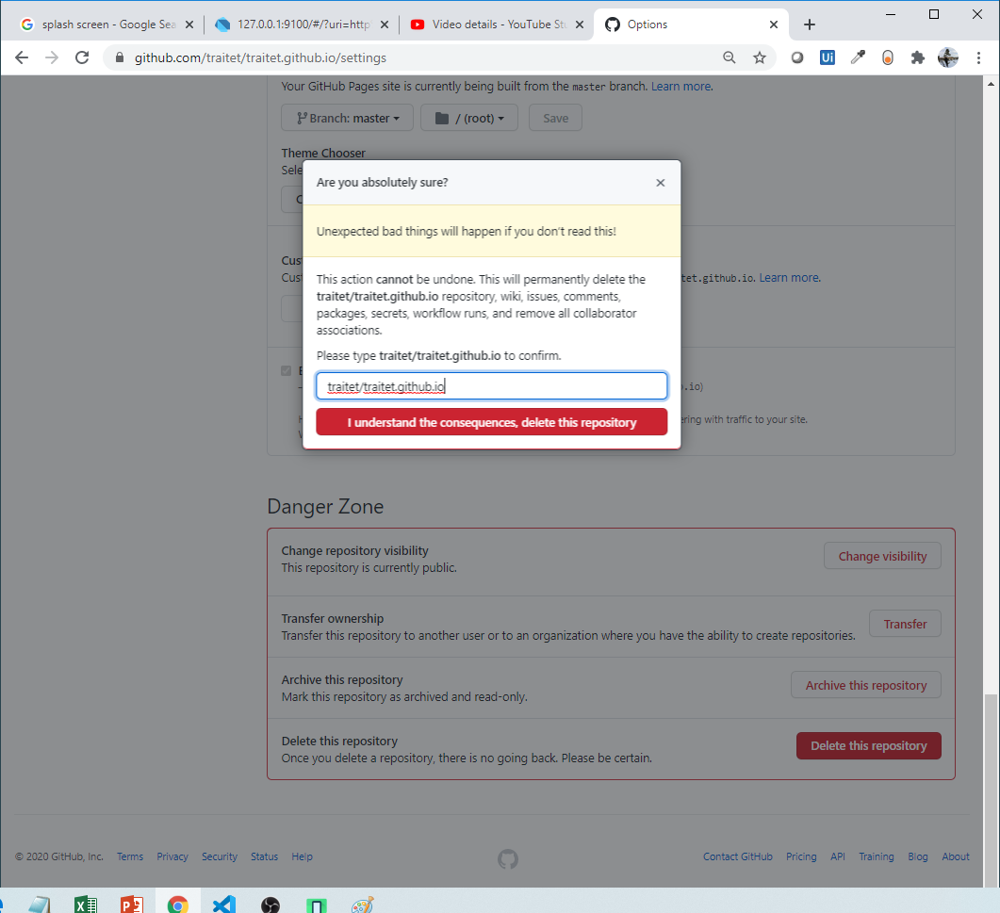 splash screen - Google Sea
127.0.0.1:9100/#/?uri=http
Video details - YouTube Stu
Options
github.com/traitet/traitet.github.io/settings
Ui
Your GitHub Pages site is currently being built from the master branch. Learn more.
Branch: master
/ (root)
Save
Theme Chooser
Sele
C
Are you absolutely sure?
Unexpected bad things will happen if you don't read this!
Cus
Cust
tet.github.io. Learn more.
This action cannot be undone. This will permanently delete the
traitet/traitet.github.io repository, wiki, issues, comments,
packages, secrets, workflow runs, and remove all collaborator
associations.
Please type traitet/traitet.github.io to confirm.
traitet/traitet.github.io
.io)
I understand the consequences, delete this repository
ering with traffic to your site.
Danger Zone
Change repository visibility
This repository is currently public.
Change visibility
Transfer ownership
Transfer this repository to another user or to an organization where you have the ability to create repositories.
Transfer
Archive this repository
Mark this repository as archived and read-only.
Archive this repository
Delete this repository
Once you delete a repository, there is no going back. Please be certain.
Delete this repository
© 2020 GitHub, Inc. Terms Privacy Security Status Help
Contact GitHub Pricing API Training Blog About